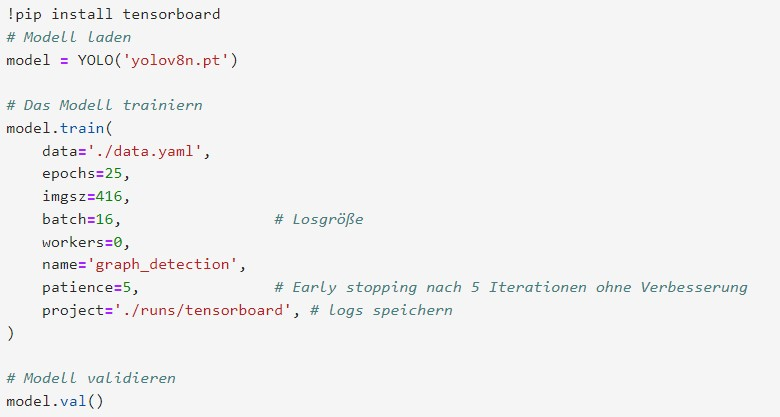 !pip install tensorboard
# Modell laden
model = YOLO('yolov8n.pt')

# Das Modell trainiern
model.train(
    data='./data.yaml',
    epochs=25,
    imgsz=416,
    batch=16,                # Losgröße
    workers=0,
    name='graph_detection',
    patience=5,              # Early stopping nach 5 Iterationen ohne Verbesserung
    project='./runs/tensorboard', # logs speichern
)

# Modell validieren
model.val()